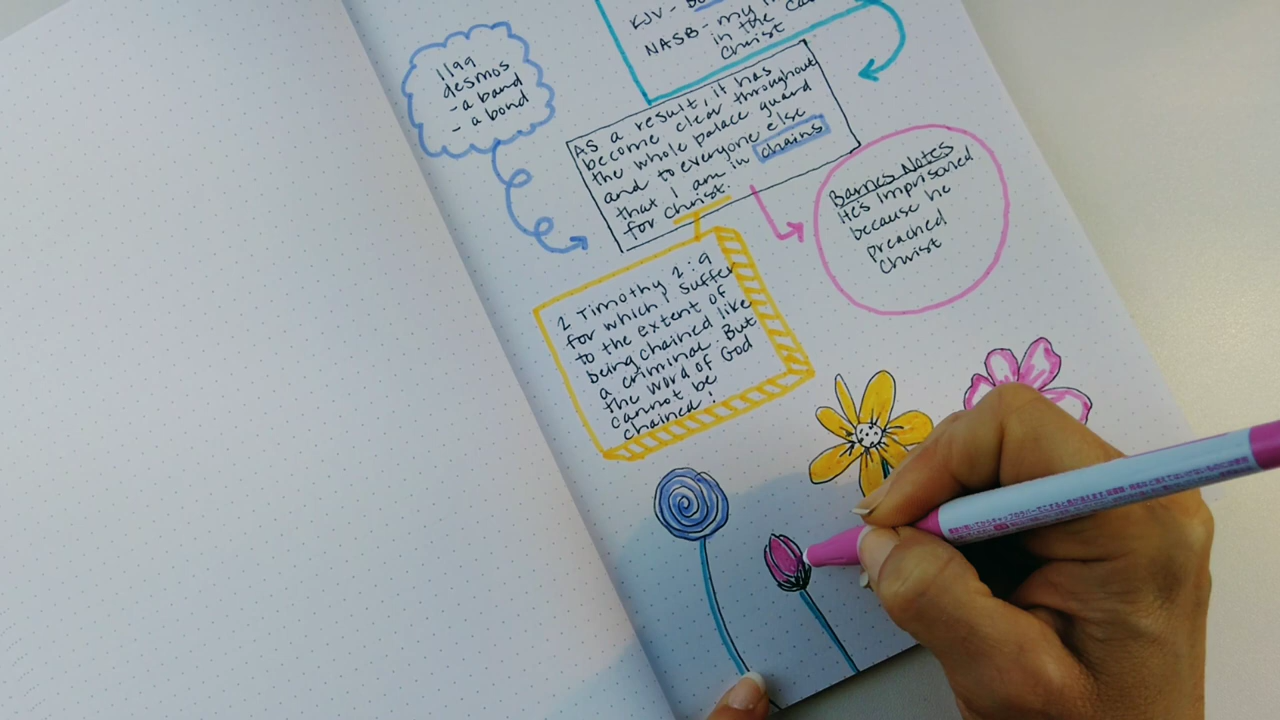 KJV -
NASB - my
in the
Christ
1199
desmos
- a band
- a bond
As a result, it has
become clear throughout
the whole palace guard
and to everyone else
that I am in chains
for Christ.
Barnes Notes
He's imprisoned
because he
preached
Christ
2 Timothy 2:9
for which I suffer
to the extent of
being chained like
a criminal. But
the word of God
cannot be
chained!